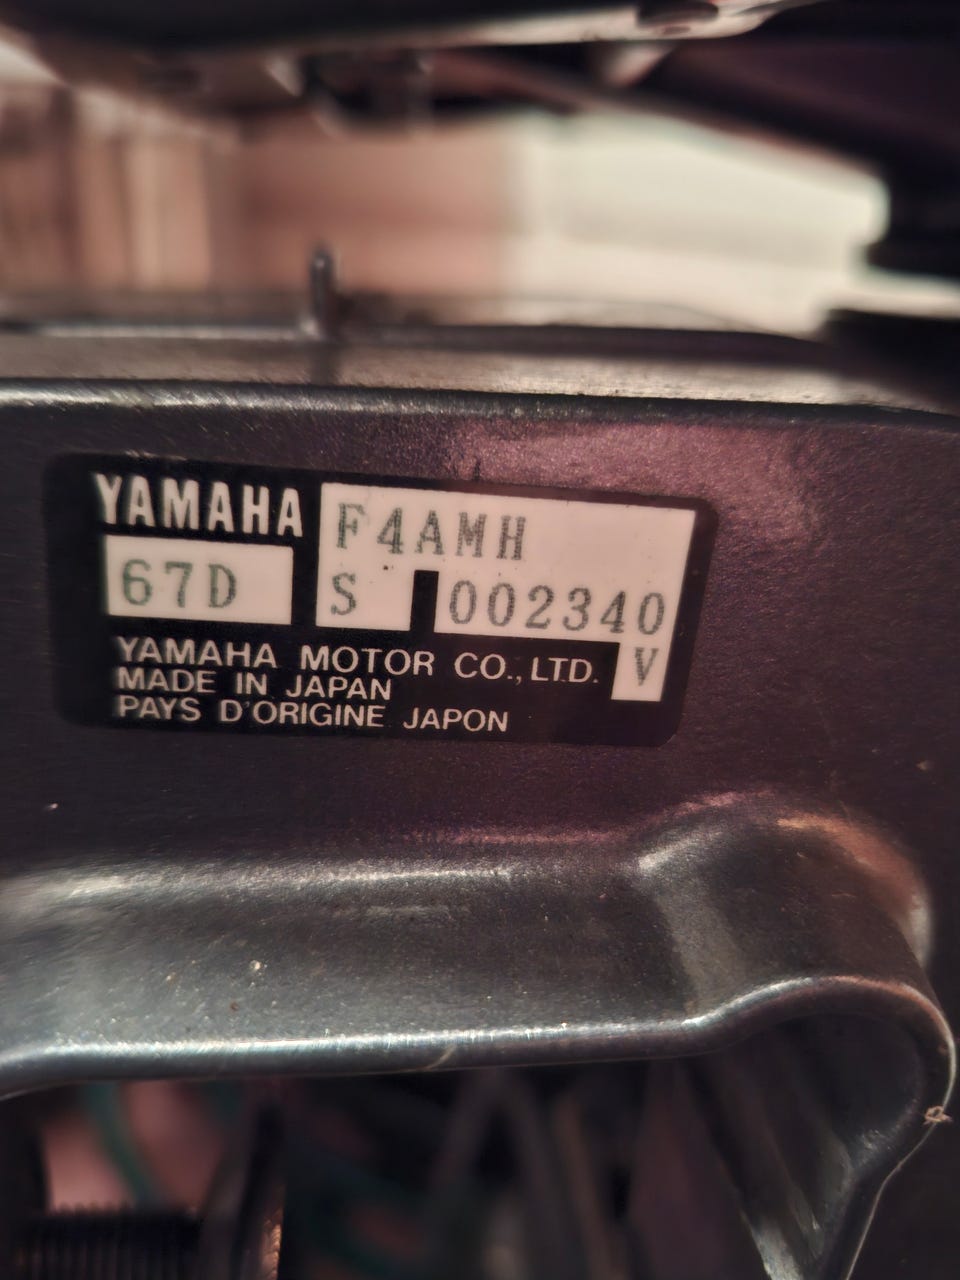 YAMAHA
F4AMH
67D
S 002340
V
YAMAHA MOTOR CO., LTD.
MADE IN JAPAN
PAYS D'ORIGINE JAPON